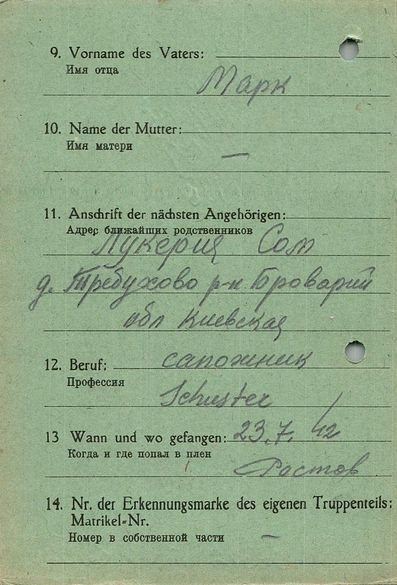 9. Vorname des Vaters:
Имя отца
Марк
10. Name der Mutter:
Имя матери
—
11. Anschrift der nächsten Angehörigen:
Адрес ближайших родственников
Лукерия Сом
д. Требухово р-н. Броварий
обл Киевская
12. Beruf: сапожник
Профессия
Schuster
13 Wann und wo gefangen: 23.7.42
Когда и где попал в плен
Растов
14. Nr. der Erkennungsmarke des eigenen Truppenteils:
Matrikel-Nr.
Номер в собственной части —